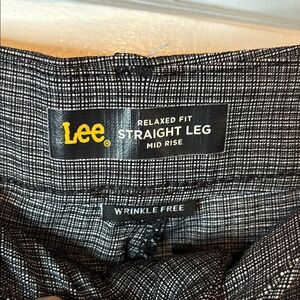 Lee®
RELAXED FIT
STRAIGHT LEG
MID RISE
WRINKLE FREE